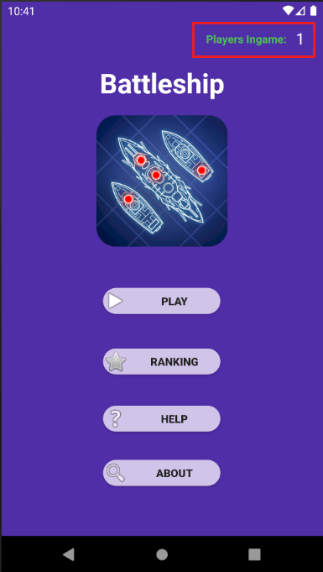 10:41
Players Ingame: 1
Battleship
PLAY
RANKING
HELP
ABOUT